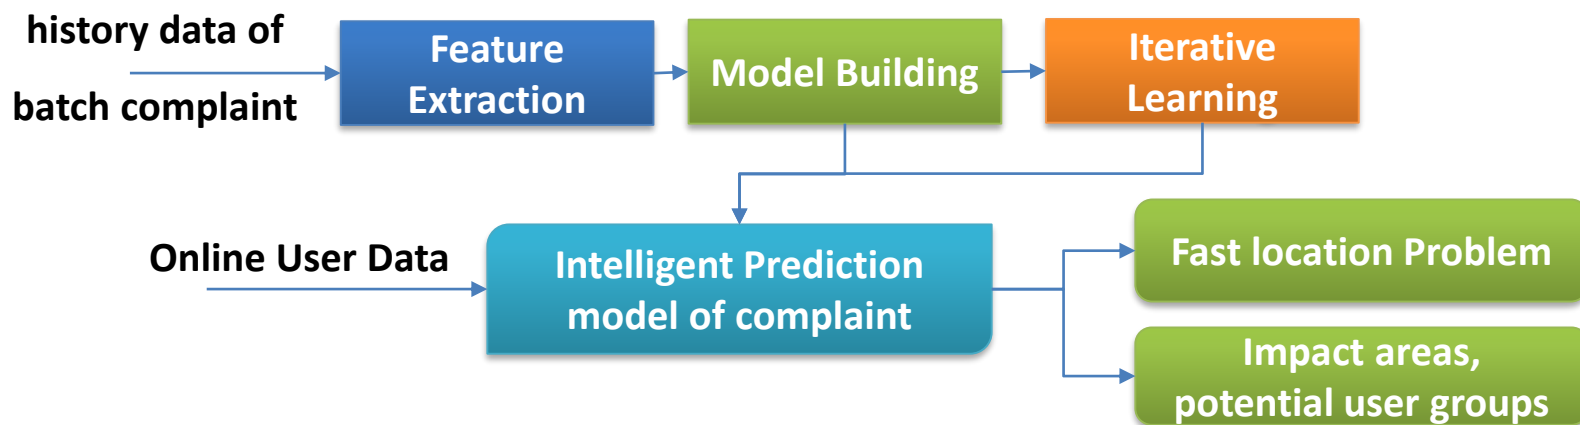 history data of
batch complaint
Feature
Extraction
Model Building
Iterative
Learning
Online User Data
Intelligent Prediction
model of complaint
Fast location Problem
Impact areas,
potential user groups